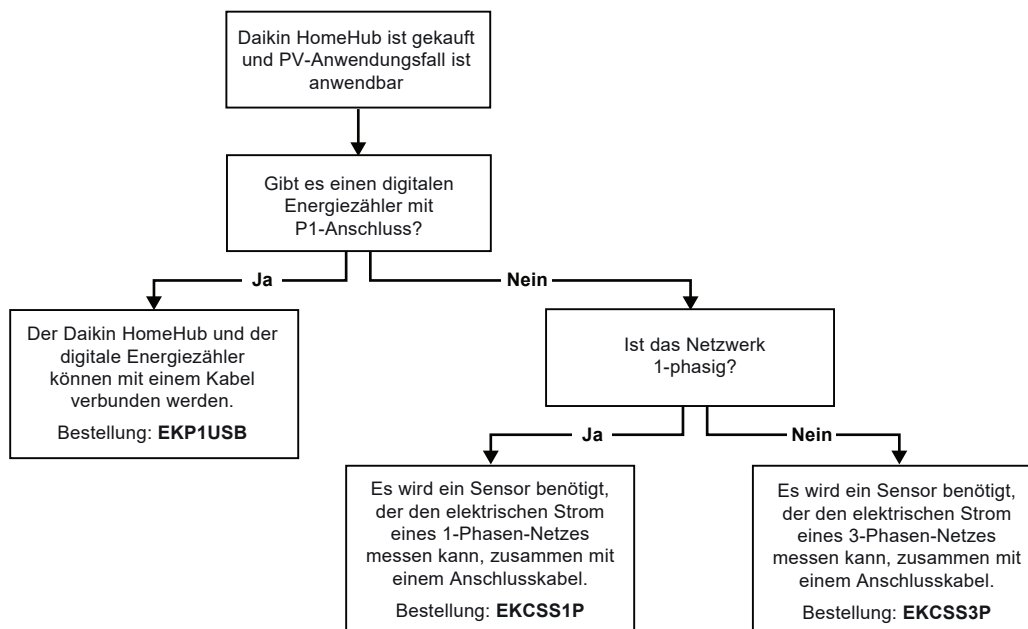 Daikin HomeHub ist gekauft
und PV-Anwendungsfall ist
anwendbar
Gibt es einen digitalen
Energiezähler mit
P1-Anschluss?
Ja
Nein
Der Daikin HomeHub und der
digitale Energiezähler
können mit einem Kabel
verbunden werden.
Bestellung: EKP1USB
Ist das Netzwerk
1-phasig?
Ja
Nein
Es wird ein Sensor benötigt,
der den elektrischen Strom
eines 1-Phasen-Netzes
messen kann, zusammen mit
einem Anschlusskabel.
Bestellung: EKCSS1P
Es wird ein Sensor benötigt,
der den elektrischen Strom
eines 3-Phasen-Netzes
messen kann, zusammen mit
einem Anschlusskabel.
Bestellung: EKCSS3P